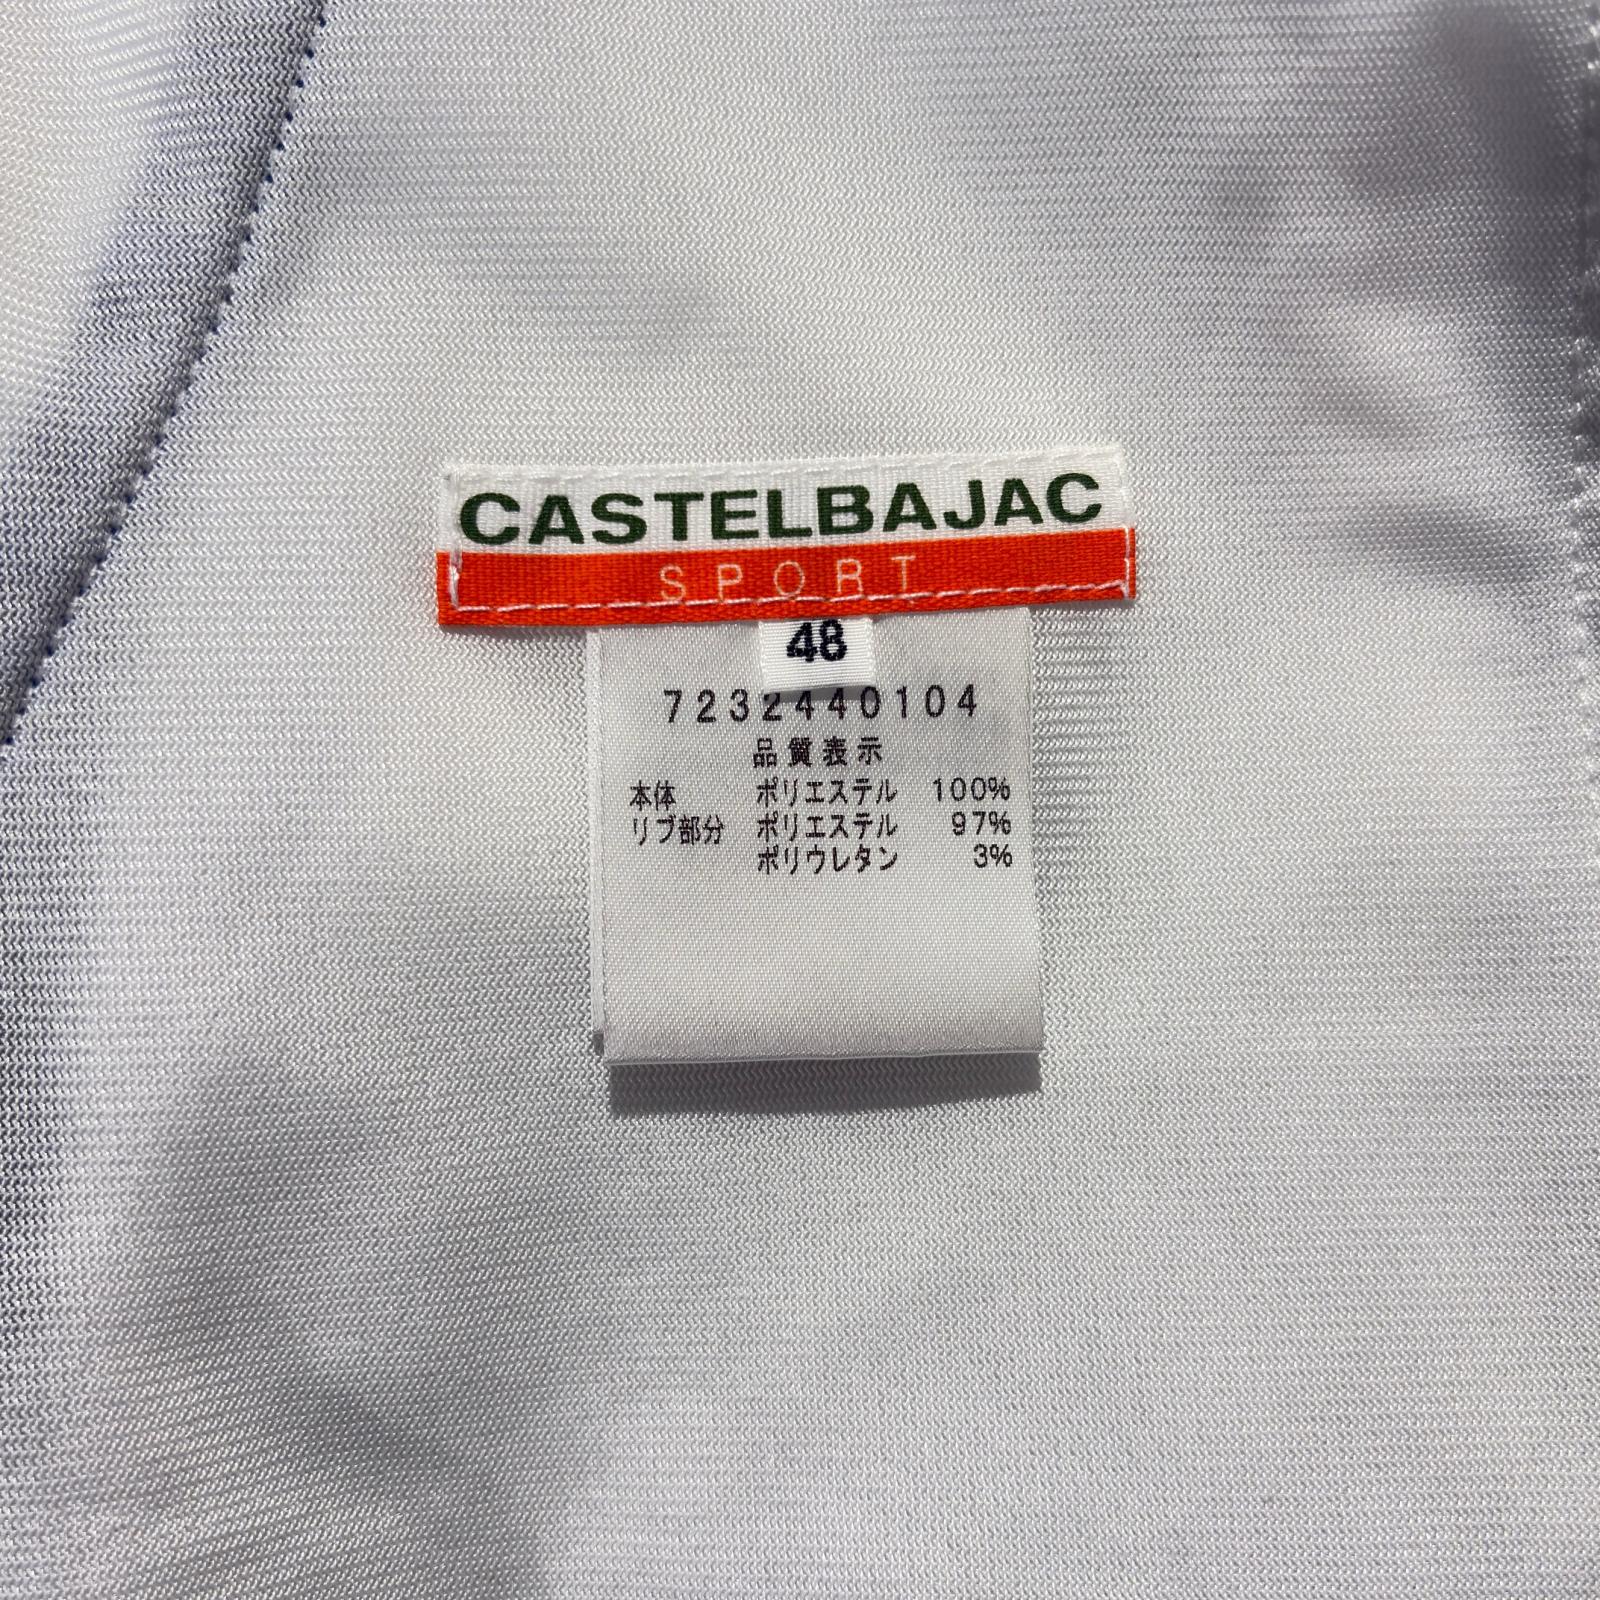 CASTELBAJAC
SPORT
48
7232440104
品質表示
本体 ポリエステル 100%
リブ部分 ポリエステル 97%
ポリウレタン 3%